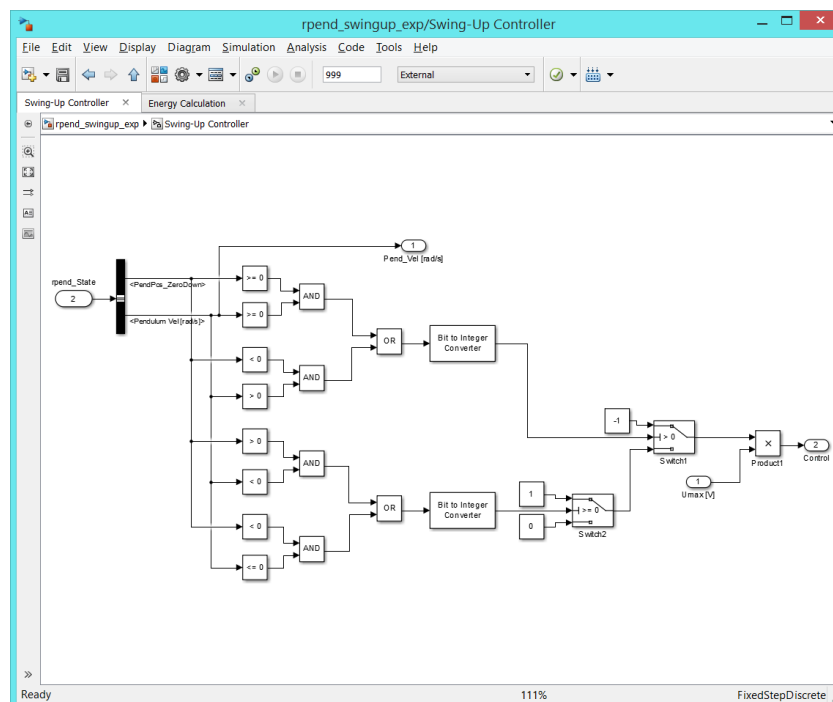 rpend_swingup_exp/Swing-Up Controller
File Edit View Display Diagram Simulation Analysis Code Tools Help
999 External
Swing-Up Controller × Energy Calculation ×
rpend_swingup_exp Swing-Up Controller
1
Pend_Vel [rad/s]
rpend_State
2
<PendPos_ZeroDown>
<Pendulum Vel [rad/s]>
>= 0
AND
>= 0
OR
Bit to Integer
Converter
< 0
AND
> 0
-1
> 0
Switch1
×
Product1
2
Control
1
Umax [V]
> 0
AND
< 0
OR
Bit to Integer
Converter
1
>= 0
0
Switch2
< 0
AND
<= 0
»
Ready 111% FixedStepDiscrete